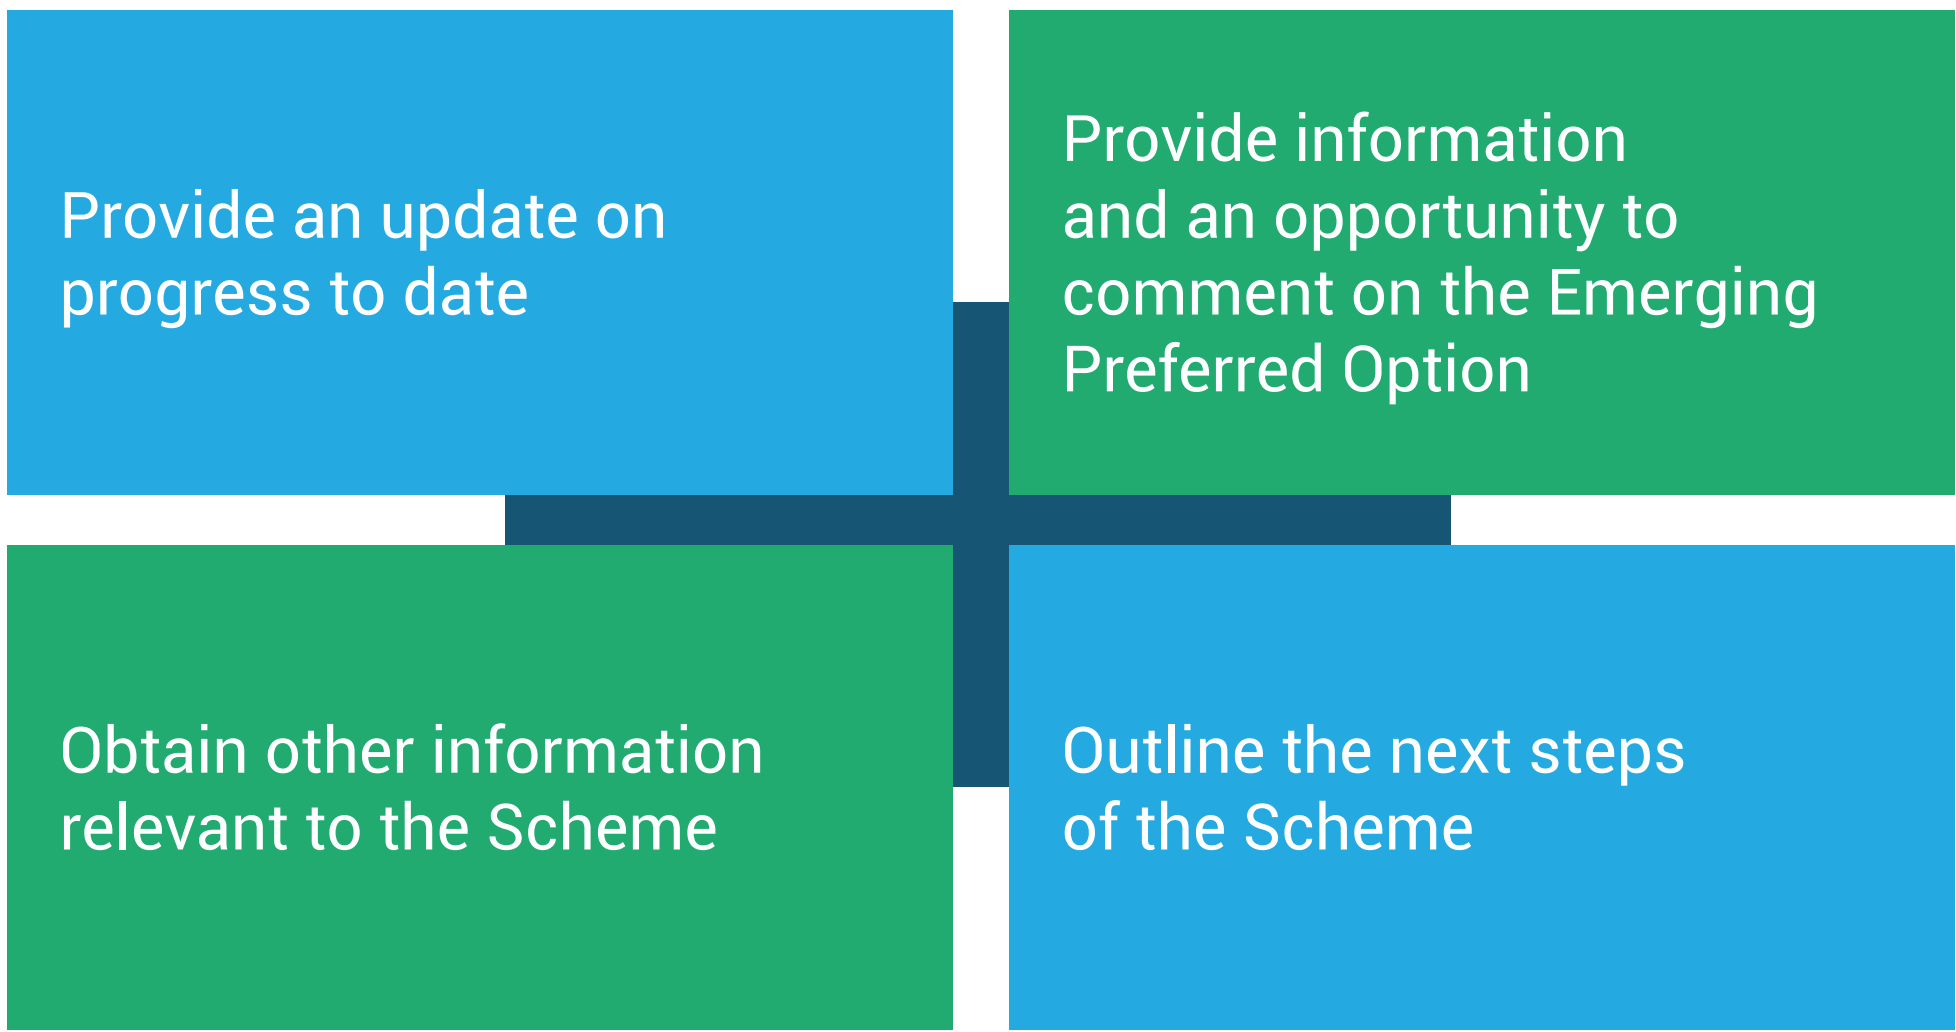 Provide an update on
progress to date
Provide information
and an opportunity to
comment on the Emerging
Preferred Option
Obtain other information
relevant to the Scheme
Outline the next steps
of the Scheme